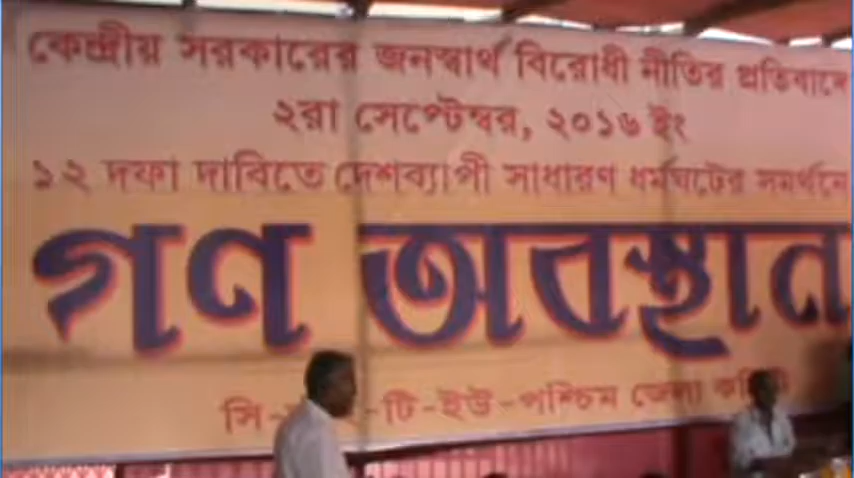 কেন্দ্রীয় সরকারের জনস্বার্থ বিরোধী নীতির প্রতিবাদে
২রা সেপ্টেম্বর, ২০১৬ ইং
১২ দফা দাবিতে দেশব্যাপী সাধারণ ধর্মঘটের সমর্থনে
গণ অবস্থান
সি- -টি-ইউ-পশ্চিম জেলা